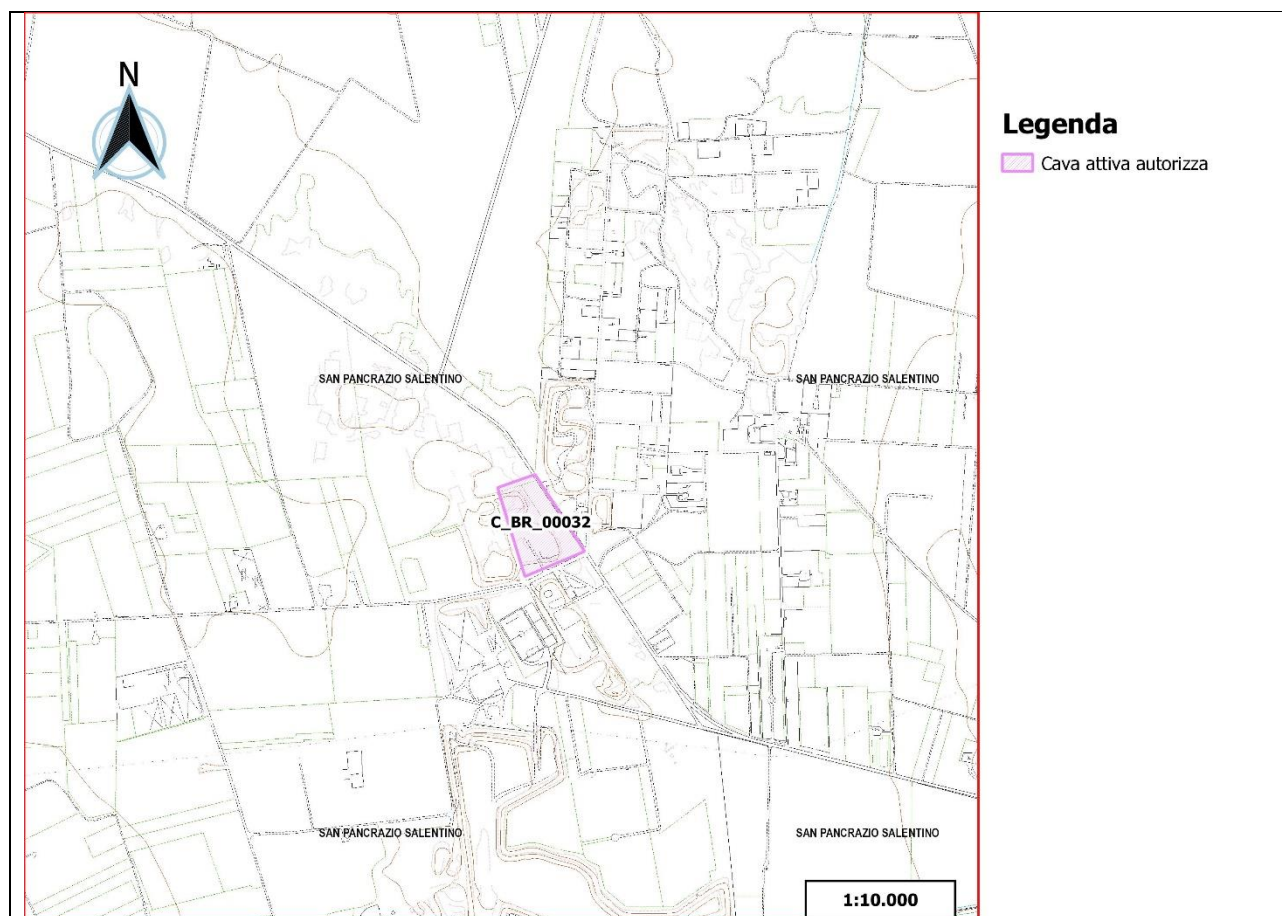 N
Legenda
Cava attiva autorizza
SAN PANCRAZIO SALENTINO
SAN PANCRAZIO SALENTINO
C_BR_00032
SAN PANCRAZIO SALENTINO
SAN PANCRAZIO SALENTINO
1:10.000